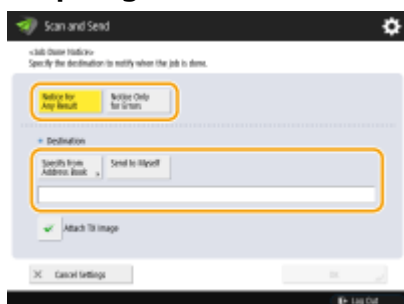 Scan and Send
<Job Done Notice>
Specify the destination to notify when the job is done.
Notice for Any Result
Notice Only for Errors
Destination
Specify from Address Book
Send to Myself
Attach TX Image
Cancel Settings
OK
Log Out